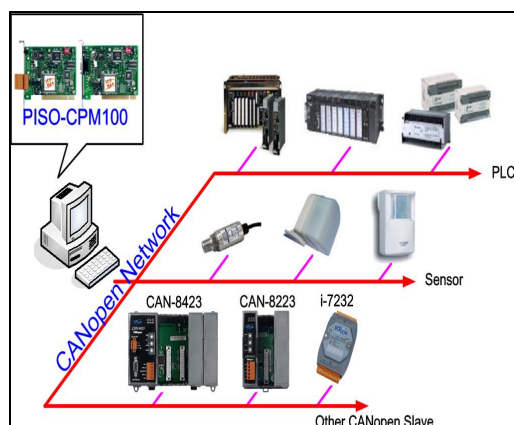 PISO-CPM100
PLC
CANopen Network
Sensor
CAN-8423
CAN-8223
i-7232
Other CANopen Slave